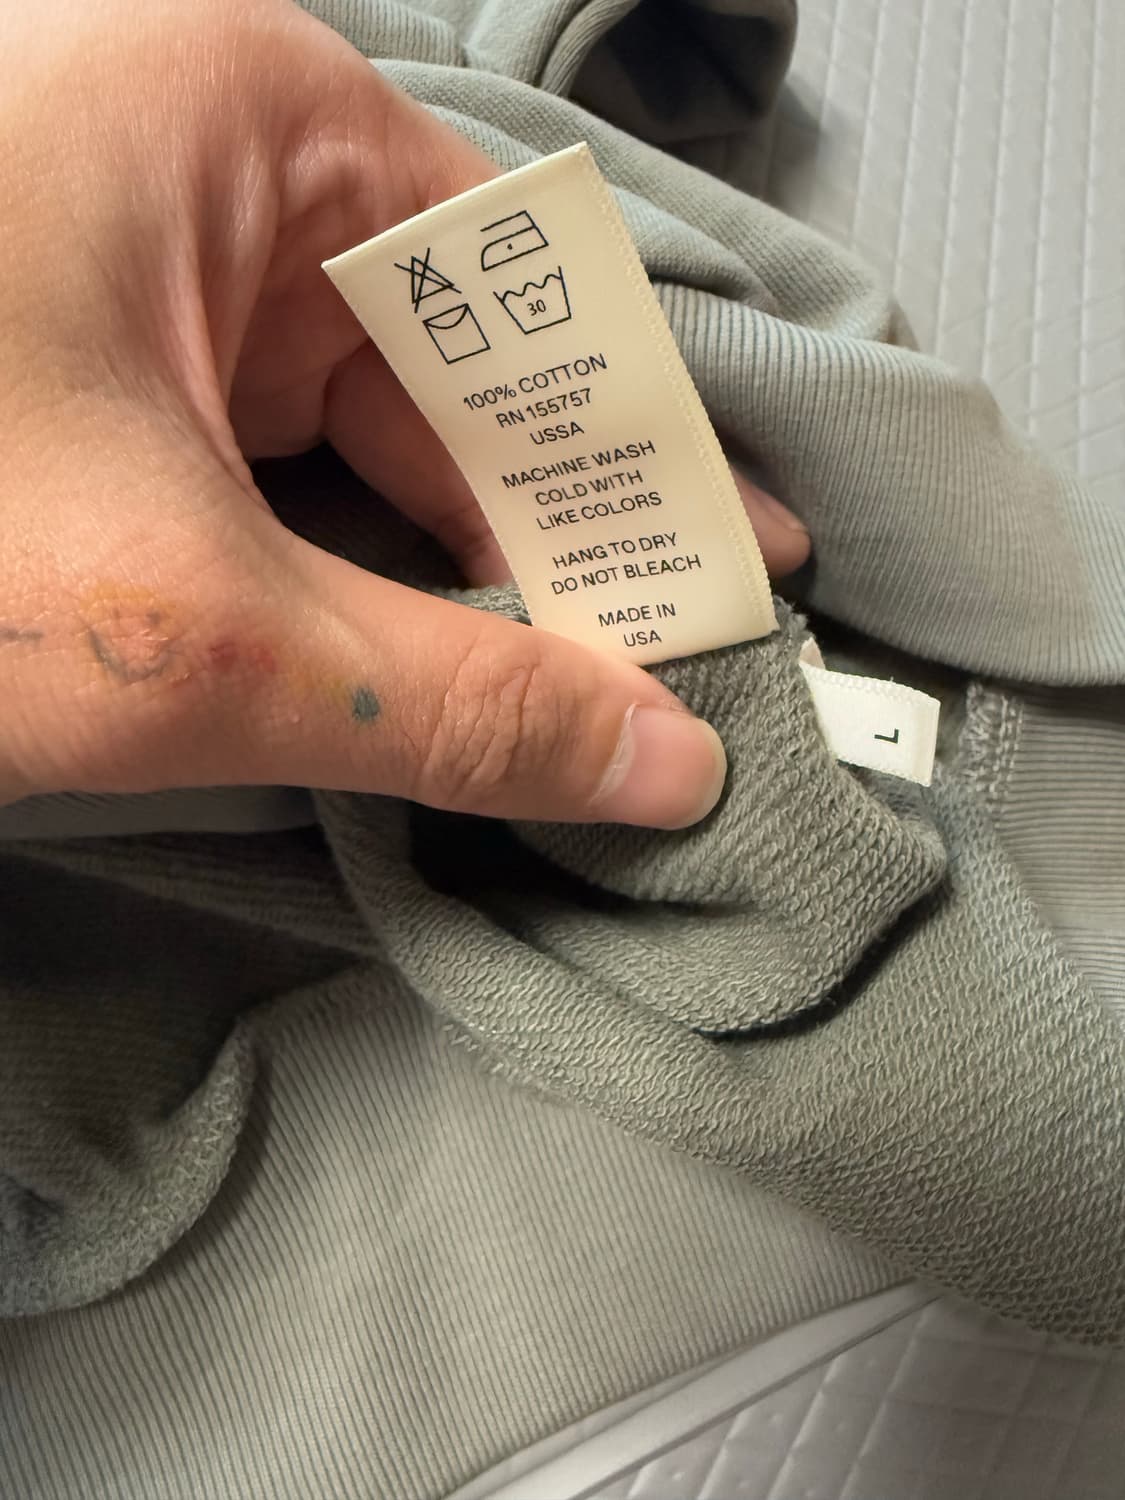 30
100% COTTON
RN 155757
USSA
MACHINE WASH
COLD WITH
LIKE COLORS
HANG TO DRY
DO NOT BLEACH
MADE IN
USA
L